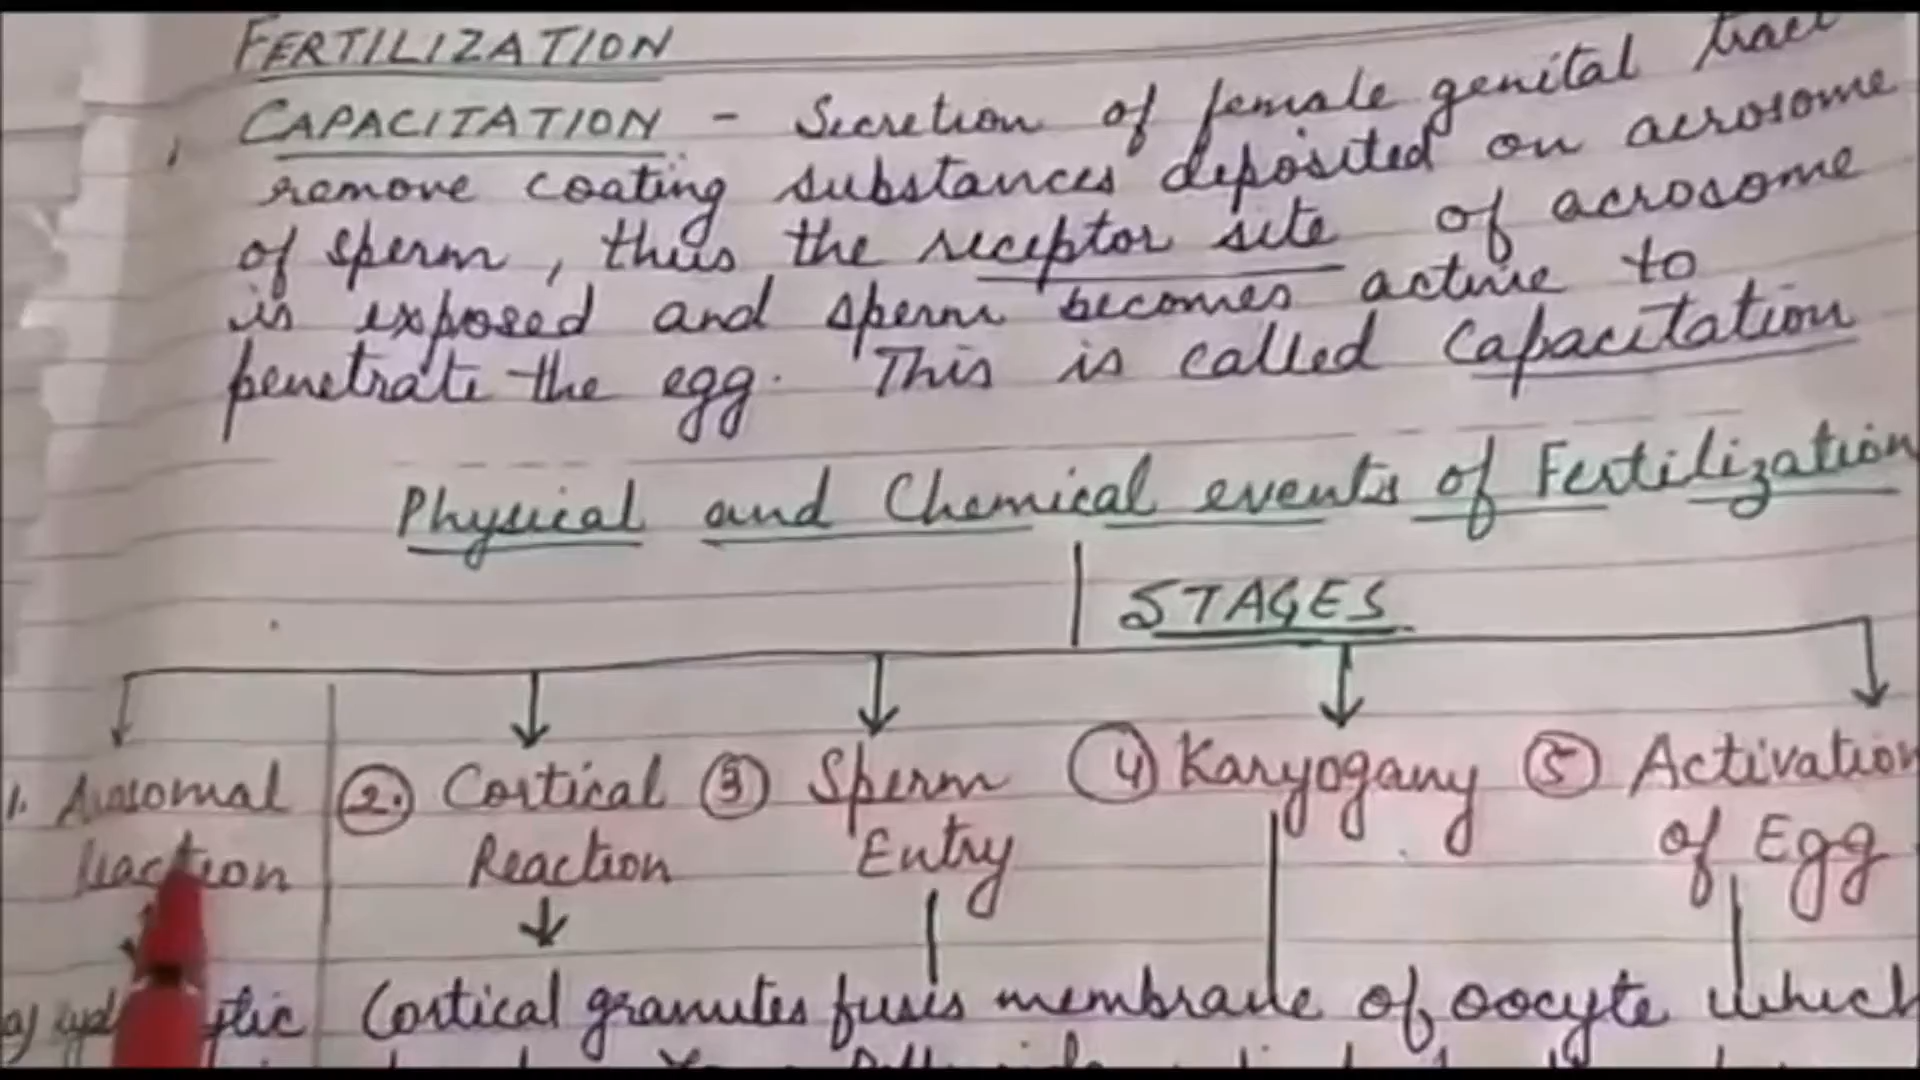 FERTILIZATION
CAPACITATION - Secretion of female genital tract
remove coating substances deposited on acrosome
of sperm, thus the receptor site of acrosome
is exposed and sperm becomes active to
penetrate the egg. This is called Capacitation
Physical and Chemical events of Fertilization
STAGES
1. Acrosomal ② Cortical ③ Sperm ④ Karyogany ⑤ Activation
Reaction Reaction Entry of Egg
Cortical granules fuses membrane of oocyte which